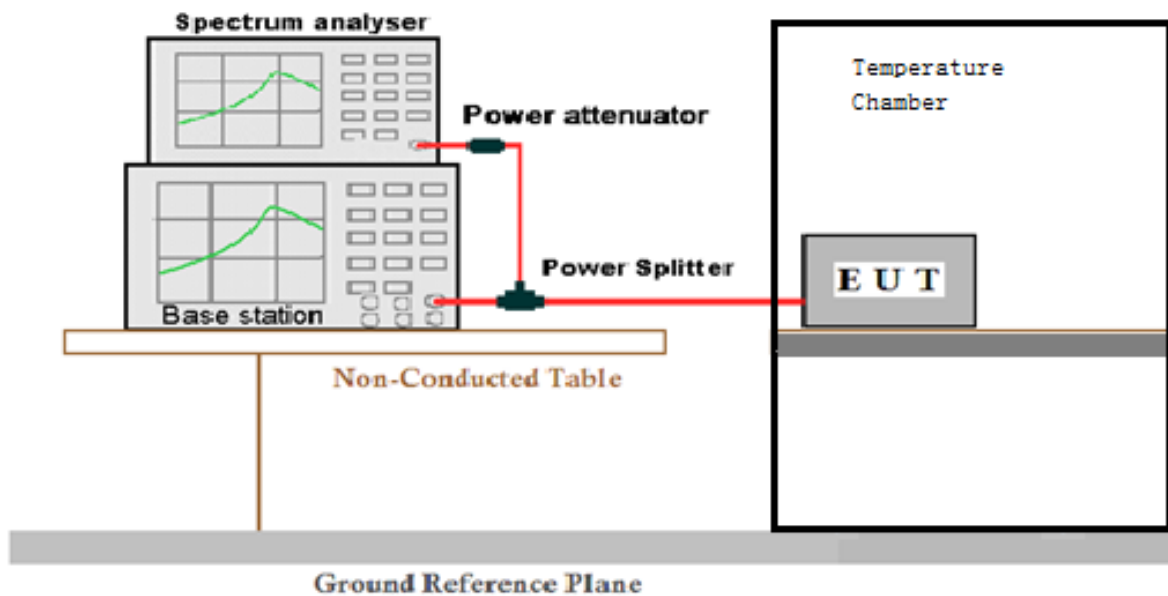 Spectrum analyser
Temperature
Chamber
Power attenuator
Power Splitter
E U T
Base station
Non-Conducted Table
Ground Reference Plane